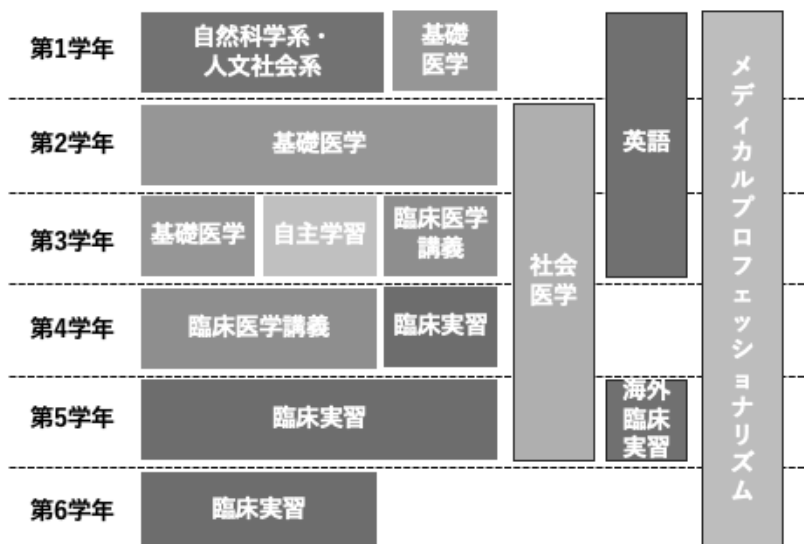 第1学年
自然科学系・
人文社会系
基礎
医学
第2学年
基礎医学
第3学年
基礎医学
自主学習
臨床医学
講義
第4学年
臨床医学講義
臨床実習
第5学年
臨床実習
第6学年
臨床実習
社会
医学
英語
海外
臨床
実習
メディカルプロフェッショナリズム